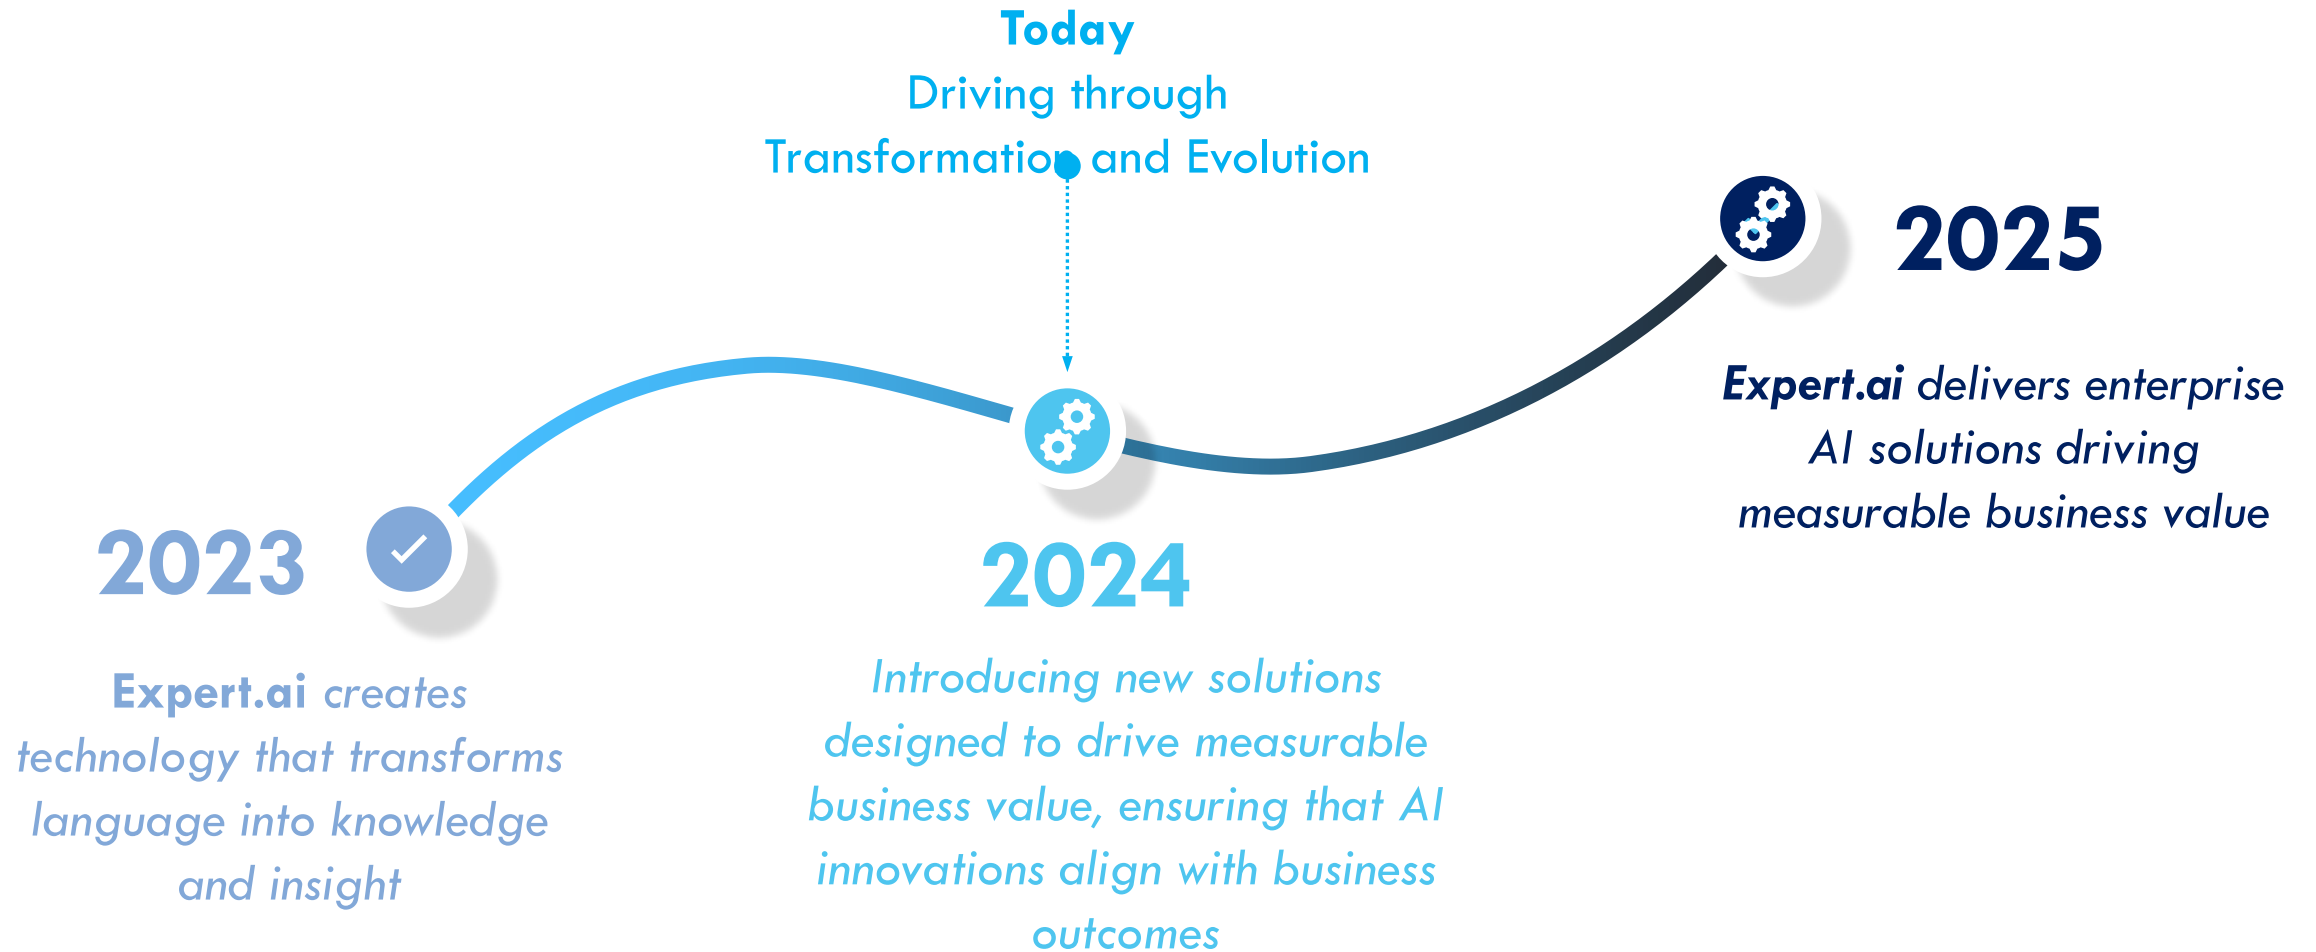 Today
Driving through
Transformation and Evolution
2025
Expert.ai delivers enterprise
AI solutions driving
measurable business value
2023
Expert.ai creates
technology that transforms
language into knowledge
and insight
2024
Introducing new solutions
designed to drive measurable
business value, ensuring that AI
innovations align with business
outcomes